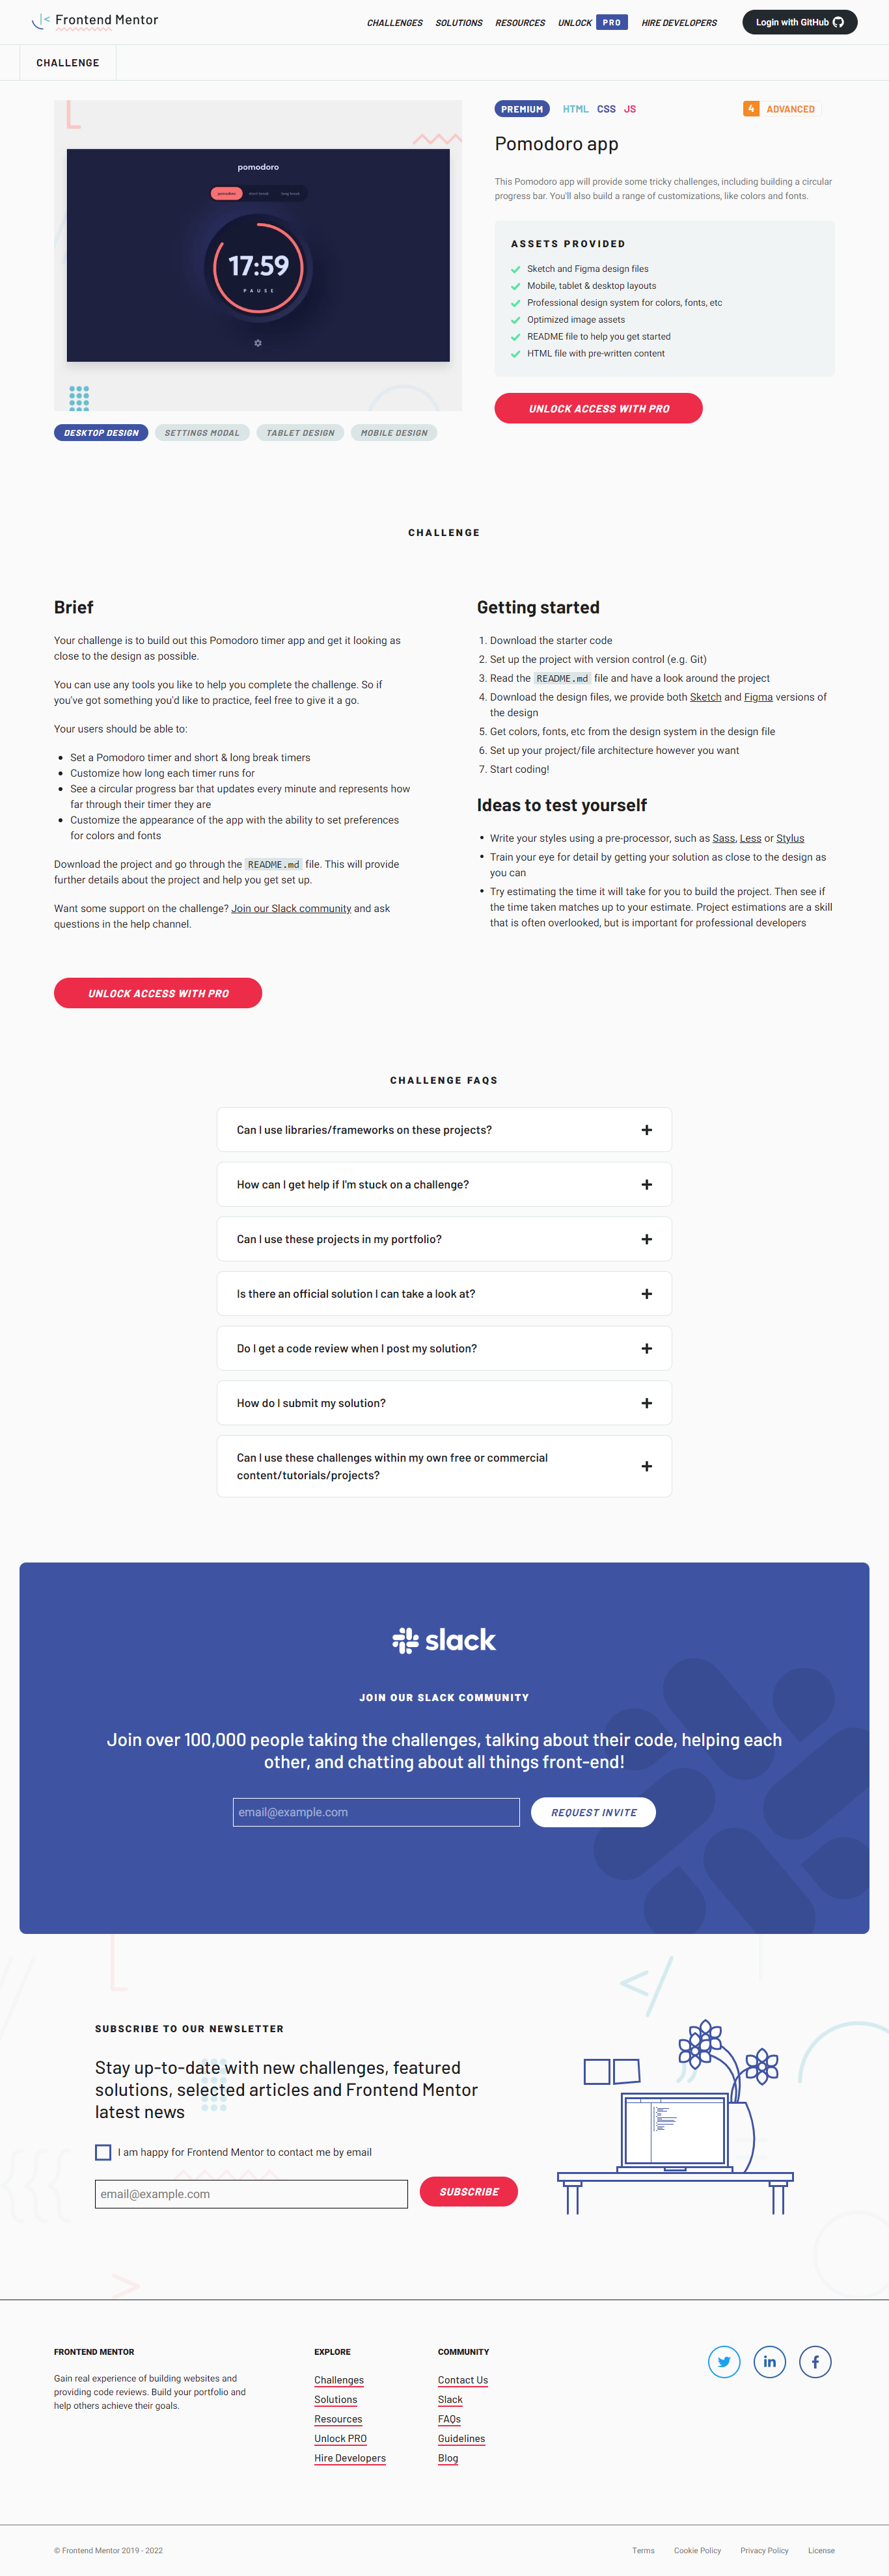 Frontend Mentor
CHALLENGES SOLUTIONS RESOURCES UNLOCK PRO HIRE DEVELOPERS
Login with GitHub
CHALLENGE
pomodoro
pomodoro short break long break
17:59
PAUSE
DESKTOP DESIGN SETTINGS MODAL TABLET DESIGN MOBILE DESIGN
PREMIUM HTML CSS JS 4 ADVANCED
Pomodoro app
This Pomodoro app will provide some tricky challenges, including building a circular
progress bar. You'll also build a range of customizations, like colors and fonts.
ASSETS PROVIDED
Sketch and Figma design files
Mobile, tablet & desktop layouts
Professional design system for colors, fonts, etc
Optimized image assets
README file to help you get started
HTML file with pre-written content
UNLOCK ACCESS WITH PRO
CHALLENGE
Brief
Your challenge is to build out this Pomodoro timer app and get it looking as
close to the design as possible.
You can use any tools you like to help you complete the challenge. So if
you've got something you'd like to practice, feel free to give it a go.
Your users should be able to:
• Set a Pomodoro timer and short & long break timers
• Customize how long each timer runs for
• See a circular progress bar that updates every minute and represents how
far through their timer they are
• Customize the appearance of the app with the ability to set preferences
for colors and fonts
Download the project and go through the README.md file. This will provide
further details about the project and help you get set up.
Want some support on the challenge? Join our Slack community and ask
questions in the help channel.
Getting started
1. Download the starter code
2. Set up the project with version control (e.g. Git)
3. Read the README.md file and have a look around the project
4. Download the design files, we provide both Sketch and Figma versions of
the design
5. Get colors, fonts, etc from the design system in the design file
6. Set up your project/file architecture however you want
7. Start coding!
Ideas to test yourself
• Write your styles using a pre-processor, such as Sass, Less or Stylus
• Train your eye for detail by getting your solution as close to the design as
you can
• Try estimating the time it will take for you to build the project. Then see if
the time taken matches up to your estimate. Project estimations are a skill
that is often overlooked, but is important for professional developers
UNLOCK ACCESS WITH PRO
CHALLENGE FAQS
Can I use libraries/frameworks on these projects?
How can I get help if I'm stuck on a challenge?
Can I use these projects in my portfolio?
Is there an official solution I can take a look at?
Do I get a code review when I post my solution?
How do I submit my solution?
Can I use these challenges within my own free or commercial
content/tutorials/projects?
slack
JOIN OUR SLACK COMMUNITY
Join over 100,000 people taking the challenges, talking about their code, helping each
other, and chatting about all things front-end!
email@example.com REQUEST INVITE
SUBSCRIBE TO OUR NEWSLETTER
Stay up-to-date with new challenges, featured
solutions, selected articles and Frontend Mentor
latest news
I am happy for Frontend Mentor to contact me by email
email@example.com SUBSCRIBE
FRONTEND MENTOR
Gain real experience of building websites and
providing code reviews. Build your portfolio and
help others achieve their goals.
EXPLORE
Challenges
Solutions
Resources
Unlock PRO
Hire Developers
COMMUNITY
Contact Us
Slack
FAQs
Guidelines
Blog
© Frontend Mentor 2019 - 2022
Terms Cookie Policy Privacy Policy License